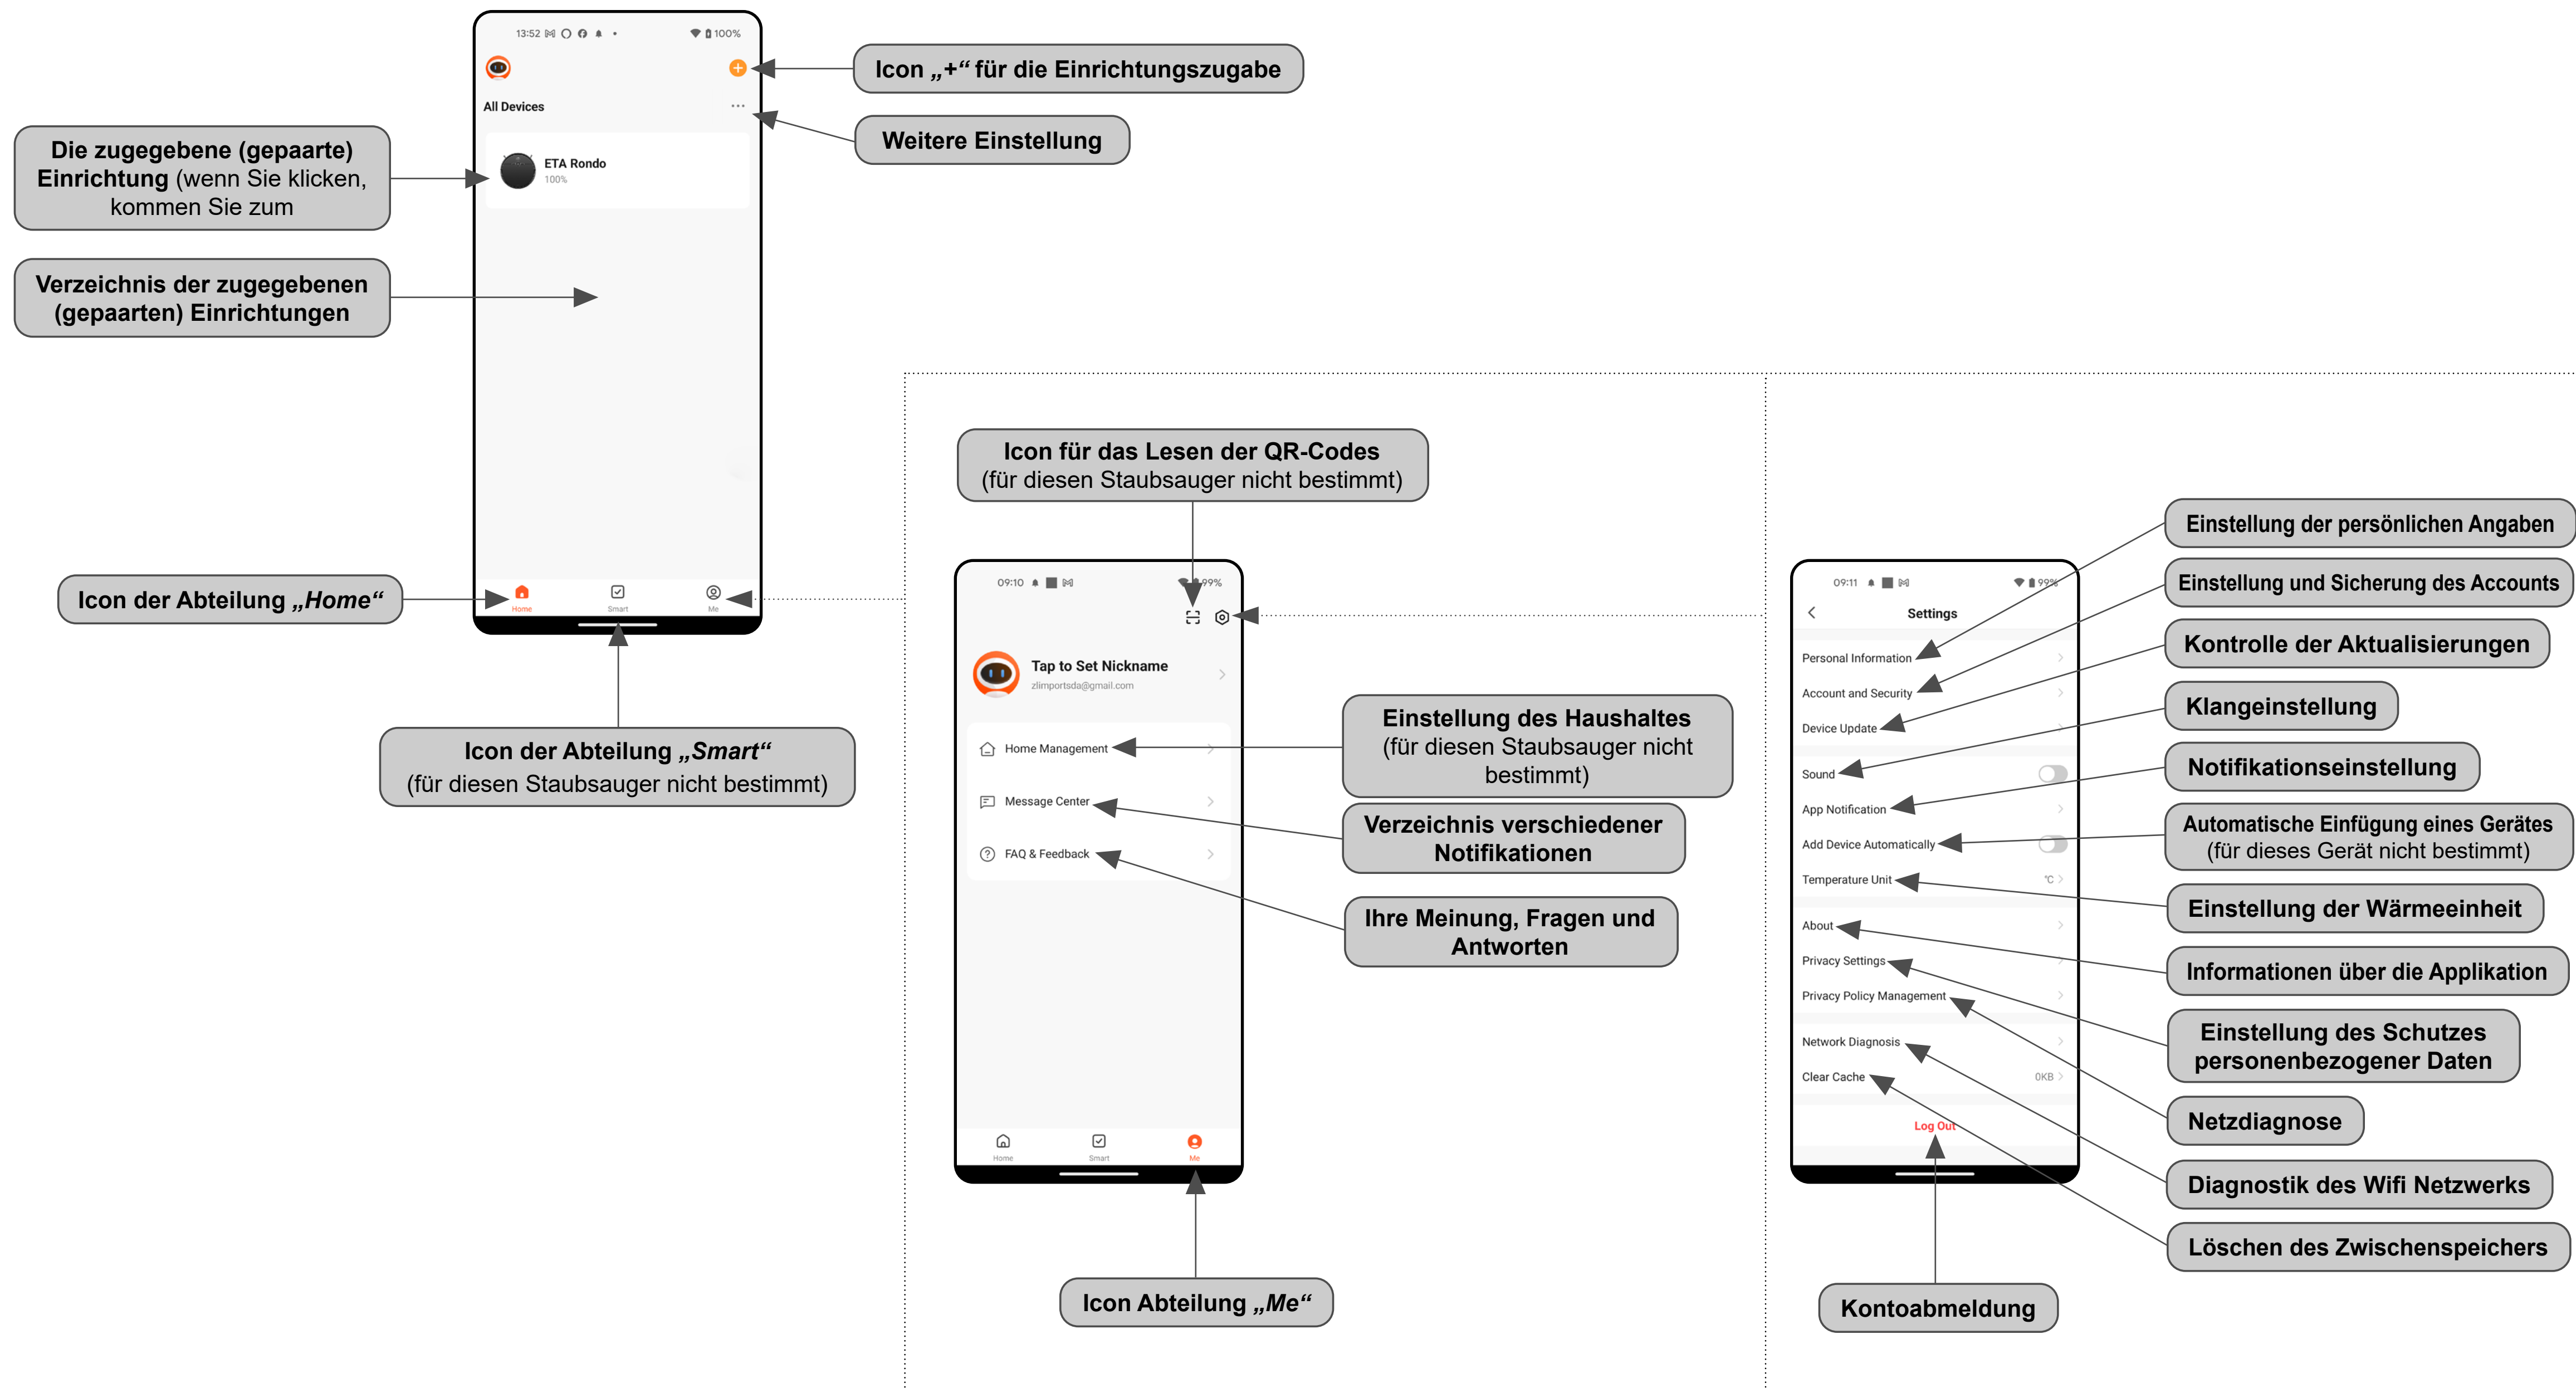 13:52
100%
Icon „+“ für die Einrichtungszugabe
All Devices
Weitere Einstellung
Die zugegebene (gepaarte)
Einrichtung (wenn Sie klicken,
kommen Sie zum
ETA Rondo
100%
Verzeichnis der zugegebenen
(gepaarten) Einrichtungen
Icon der Abteilung „Home“
Home
Smart
Me
Icon der Abteilung „Smart“
(für diesen Staubsauger nicht bestimmt)
Icon für das Lesen der QR-Codes
(für diesen Staubsauger nicht bestimmt)
09:10
99%
Tap to Set Nickname
zlimportsda@gmail.com
Home Management
Message Center
FAQ & Feedback
Einstellung des Haushaltes
(für diesen Staubsauger nicht
bestimmt)
Verzeichnis verschiedener
Notifikationen
Ihre Meinung, Fragen und
Antworten
Home
Smart
Me
Icon Abteilung „Me“
09:11
99%
Settings
Personal Information
Account and Security
Device Update
Sound
App Notification
Add Device Automatically
Temperature Unit
°C
About
Privacy Settings
Privacy Policy Management
Network Diagnosis
Clear Cache
0KB
Log Out
Einstellung der persönlichen Angaben
Einstellung und Sicherung des Accounts
Kontrolle der Aktualisierungen
Klangeinstellung
Notifikationseinstellung
Automatische Einfügung eines Gerätes
(für dieses Gerät nicht bestimmt)
Einstellung der Wärmeeinheit
Informationen über die Applikation
Einstellung des Schutzes
personenbezogener Daten
Netzdiagnose
Diagnostik des Wifi Netzwerks
Löschen des Zwischenspeichers
Kontoabmeldung